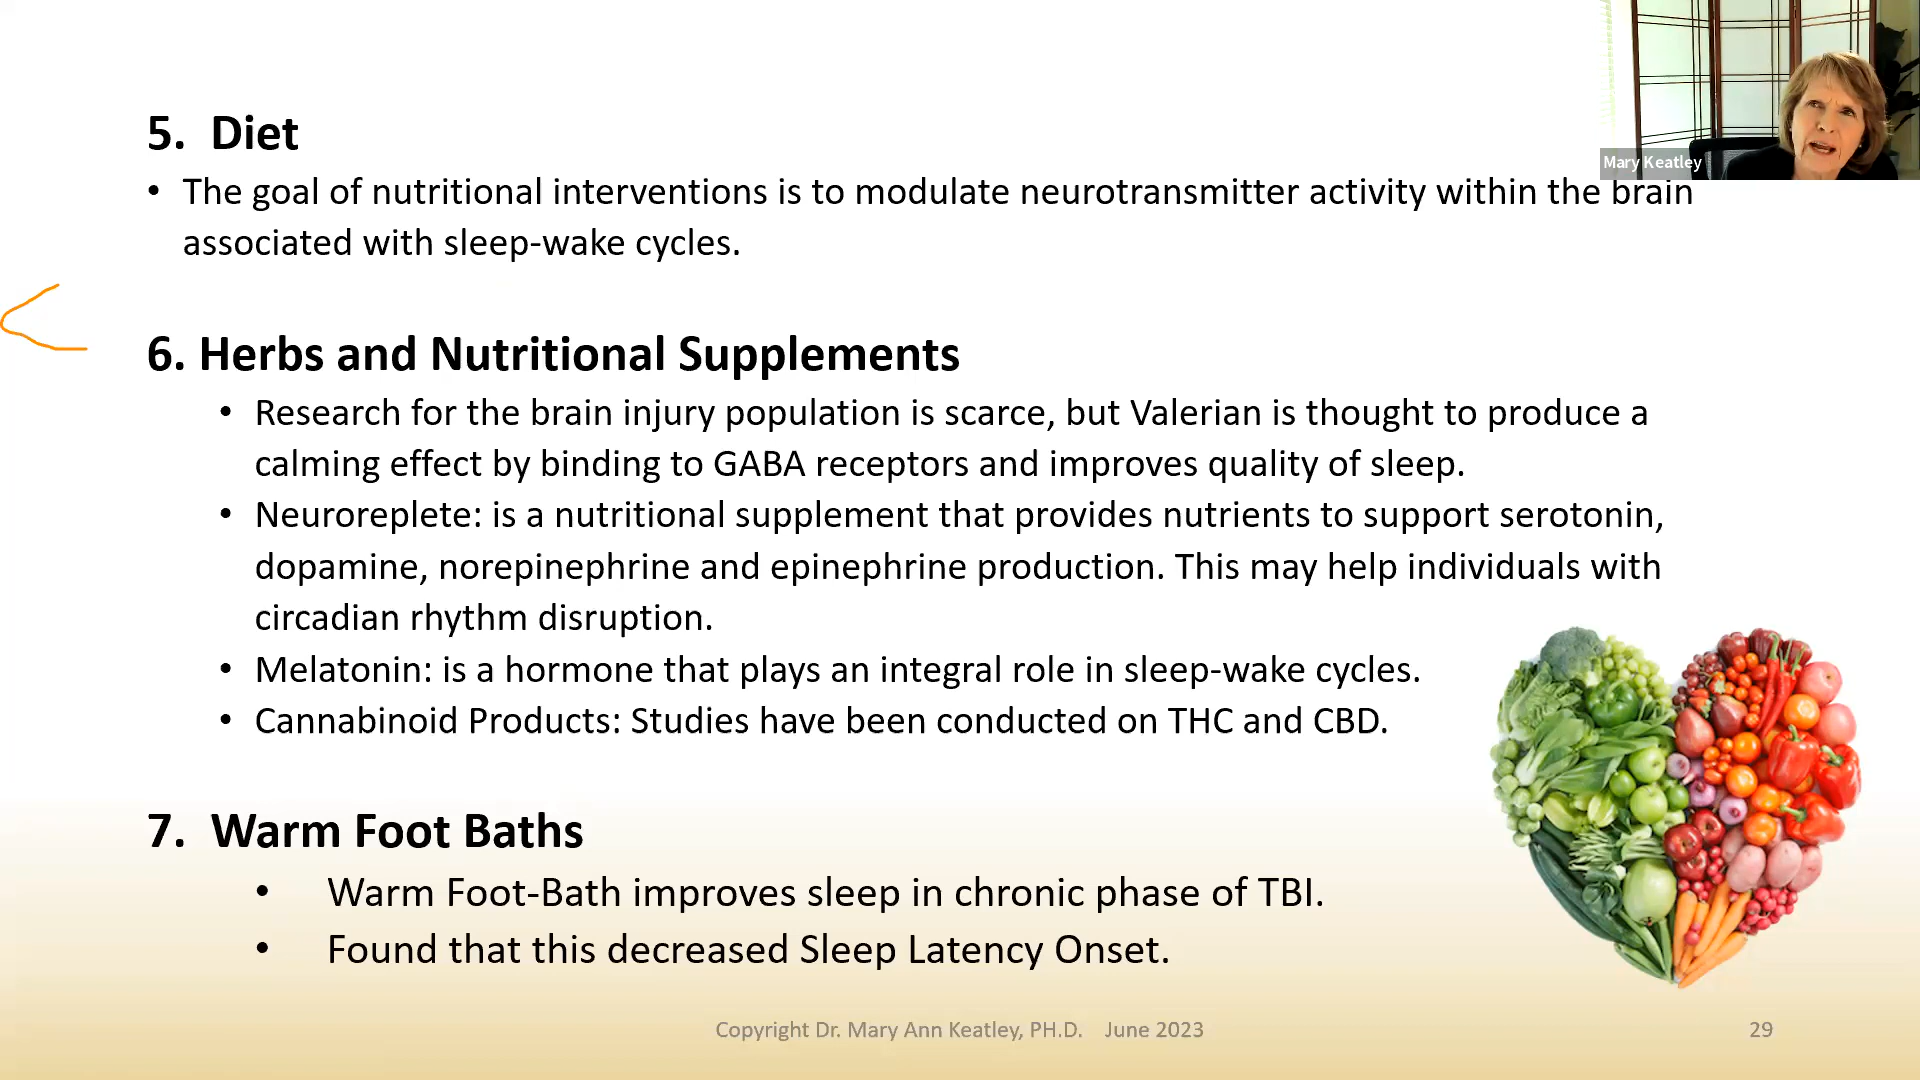 Mary Keatley
5. Diet
• The goal of nutritional interventions is to modulate neurotransmitter activity within the brain
associated with sleep-wake cycles.
6. Herbs and Nutritional Supplements
• Research for the brain injury population is scarce, but Valerian is thought to produce a
calming effect by binding to GABA receptors and improves quality of sleep.
• Neuroreplete: is a nutritional supplement that provides nutrients to support serotonin,
dopamine, norepinephrine and epinephrine production. This may help individuals with
circadian rhythm disruption.
• Melatonin: is a hormone that plays an integral role in sleep-wake cycles.
• Cannabinoid Products: Studies have been conducted on THC and CBD.
7. Warm Foot Baths
• Warm Foot-Bath improves sleep in chronic phase of TBI.
• Found that this decreased Sleep Latency Onset.
Copyright Dr. Mary Ann Keatley, PH.D. June 2023
29